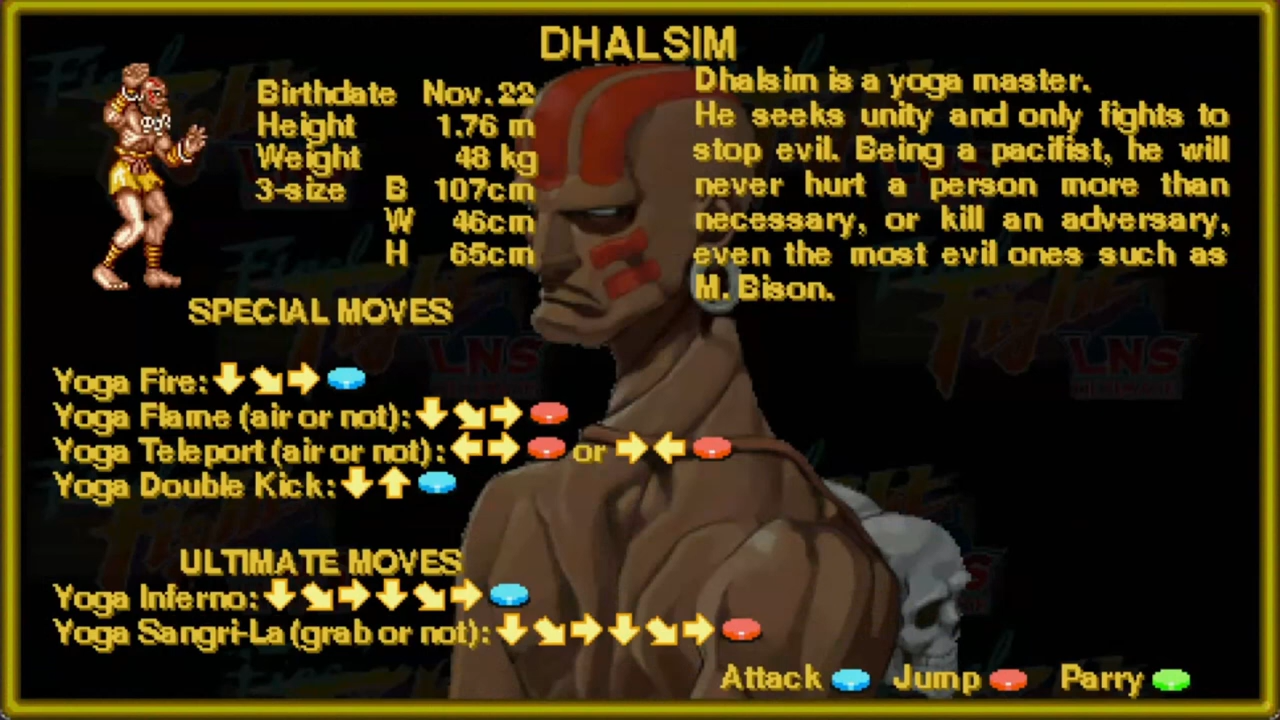 DHALSIM
Birthdate Nov. 22
Height 1.76 m
Weight 48 kg
3-size B 107cm
W 46cm
H 65cm
Dhalsim is a yoga master.
He seeks unity and only fights to
stop evil. Being a pacifist, he will
never hurt a person more than
necessary, or kill an adversary,
even the most evil ones such as
M. Bison.
SPECIAL MOVES
Yoga Fire:
Yoga Flame (air or not):
Yoga Teleport (air or not): or
Yoga Double Kick:
ULTIMATE MOVES
Yoga Inferno:
Yoga Sangri-La (grab or not):
Attack Jump Parry
Final Fight
LNS